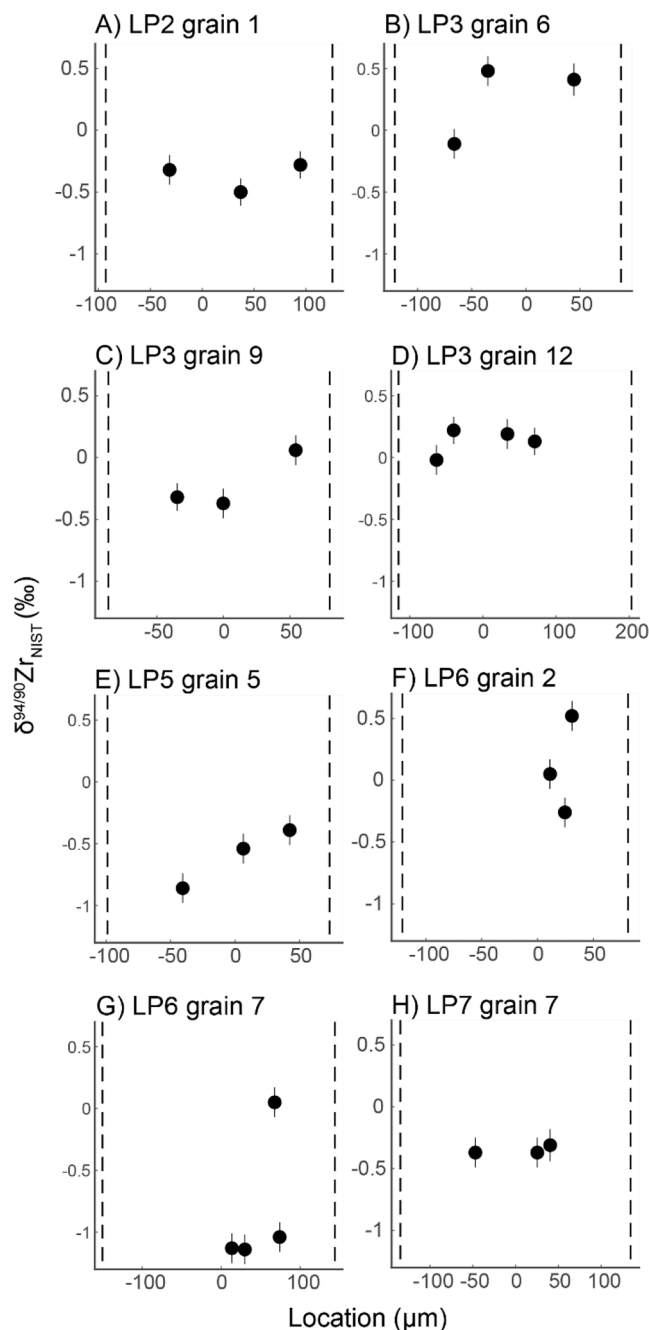 A) LP2 grain 1
0.5
0
-0.5
-1
-100 -50 0 50 100
B) LP3 grain 6
0.5
0
-0.5
-1
-100 -50 0 50
C) LP3 grain 9
0.5
0
-0.5
-1
-50 0 50
D) LP3 grain 12
0.5
0
-0.5
-1
-100 0 100 200
E) LP5 grain 5
0.5
0
-0.5
-1
-100 -50 0 50
F) LP6 grain 2
0.5
0
-0.5
-1
-100 -50 0 50
G) LP6 grain 7
0.5
0
-0.5
-1
-100 0 100
H) LP7 grain 7
0.5
0
-0.5
-1
-100 -50 0 50 100
δ94/90ZrNIST (‰)
Location (µm)